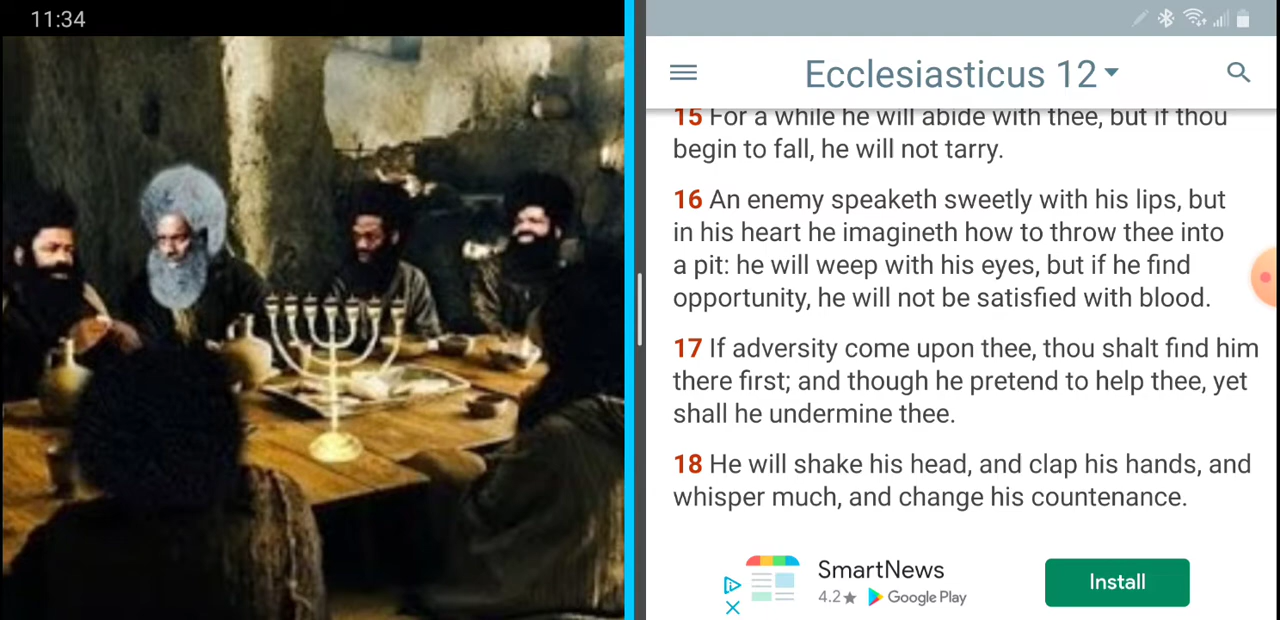 11:34
Ecclesiasticus 12
15 For a while he will abide with thee, but if thou
begin to fall, he will not tarry.
16 An enemy speaketh sweetly with his lips, but
in his heart he imagineth how to throw thee into
a pit: he will weep with his eyes, but if he find
opportunity, he will not be satisfied with blood.
17 If adversity come upon thee, thou shalt find him
there first; and though he pretend to help thee, yet
shall he undermine thee.
18 He will shake his head, and clap his hands, and
whisper much, and change his countenance.
SmartNews
4.2★ Google Play
Install